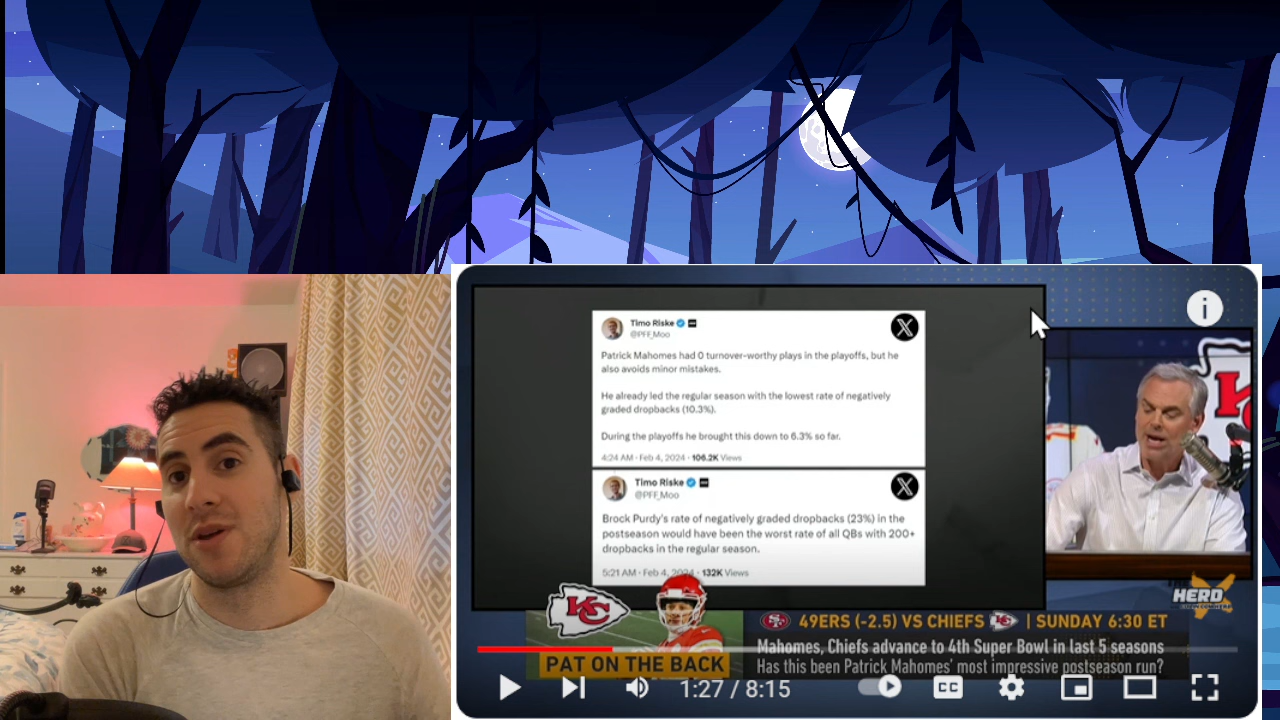 Timo Riske
@PFF_Moo
Patrick Mahomes had 0 turnover-worthy plays in the playoffs, but he
also avoids minor mistakes.
He already led the regular season with the lowest rate of negatively
graded dropbacks (10.3%).
During the playoffs he brought this down to 6.3% so far.
4:24 AM · Feb 4, 2024 · 106.2K Views
Timo Riske
@PFF_Moo
Brock Purdy's rate of negatively graded dropbacks (23%) in the
postseason would have been the worst rate of all QBs with 200+
dropbacks in the regular season.
5:21 AM · Feb 4, 2024 · 132K Views
KC
THE
HERD
49ERS (-2.5) VS CHIEFS | SUNDAY 6:30 ET
Mahomes, Chiefs advance to 4th Super Bowl in last 5 seasons
PAT ON THE BACK
Has this been Patrick Mahomes' most impressive postseason run?
1:27 / 8:15
CC